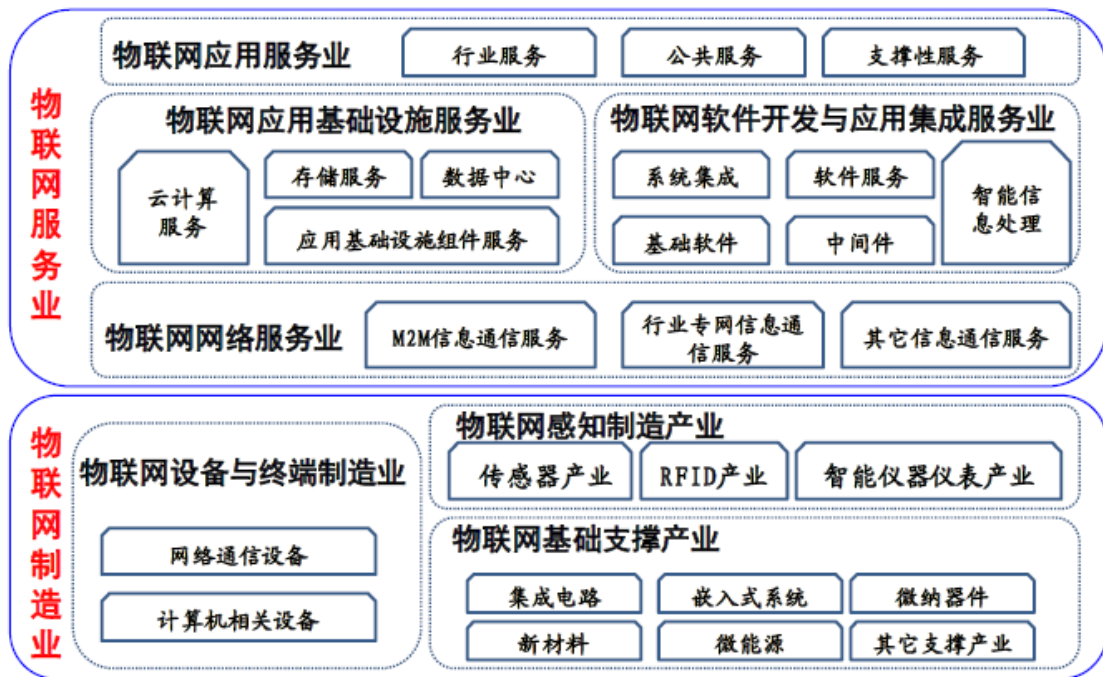 物联网服务业
物联网应用服务业
行业服务
公共服务
支撑性服务
物联网应用基础设施服务业
云计算
服务
存储服务
数据中心
应用基础设施组件服务
物联网软件开发与应用集成服务业
系统集成
软件服务
基础软件
中间件
智能信
息处理
物联网网络服务业
M2M信息通信服务
行业专网信息通
信服务
其它信息通信服务
物联网制造业
物联网设备与终端制造业
网络通信设备
计算机相关设备
物联网感知制造产业
传感器产业
RFID产业
智能仪器仪表产业
物联网基础支撑产业
集成电路
嵌入式系统
微纳器件
新材料
微能源
其它支撑产业